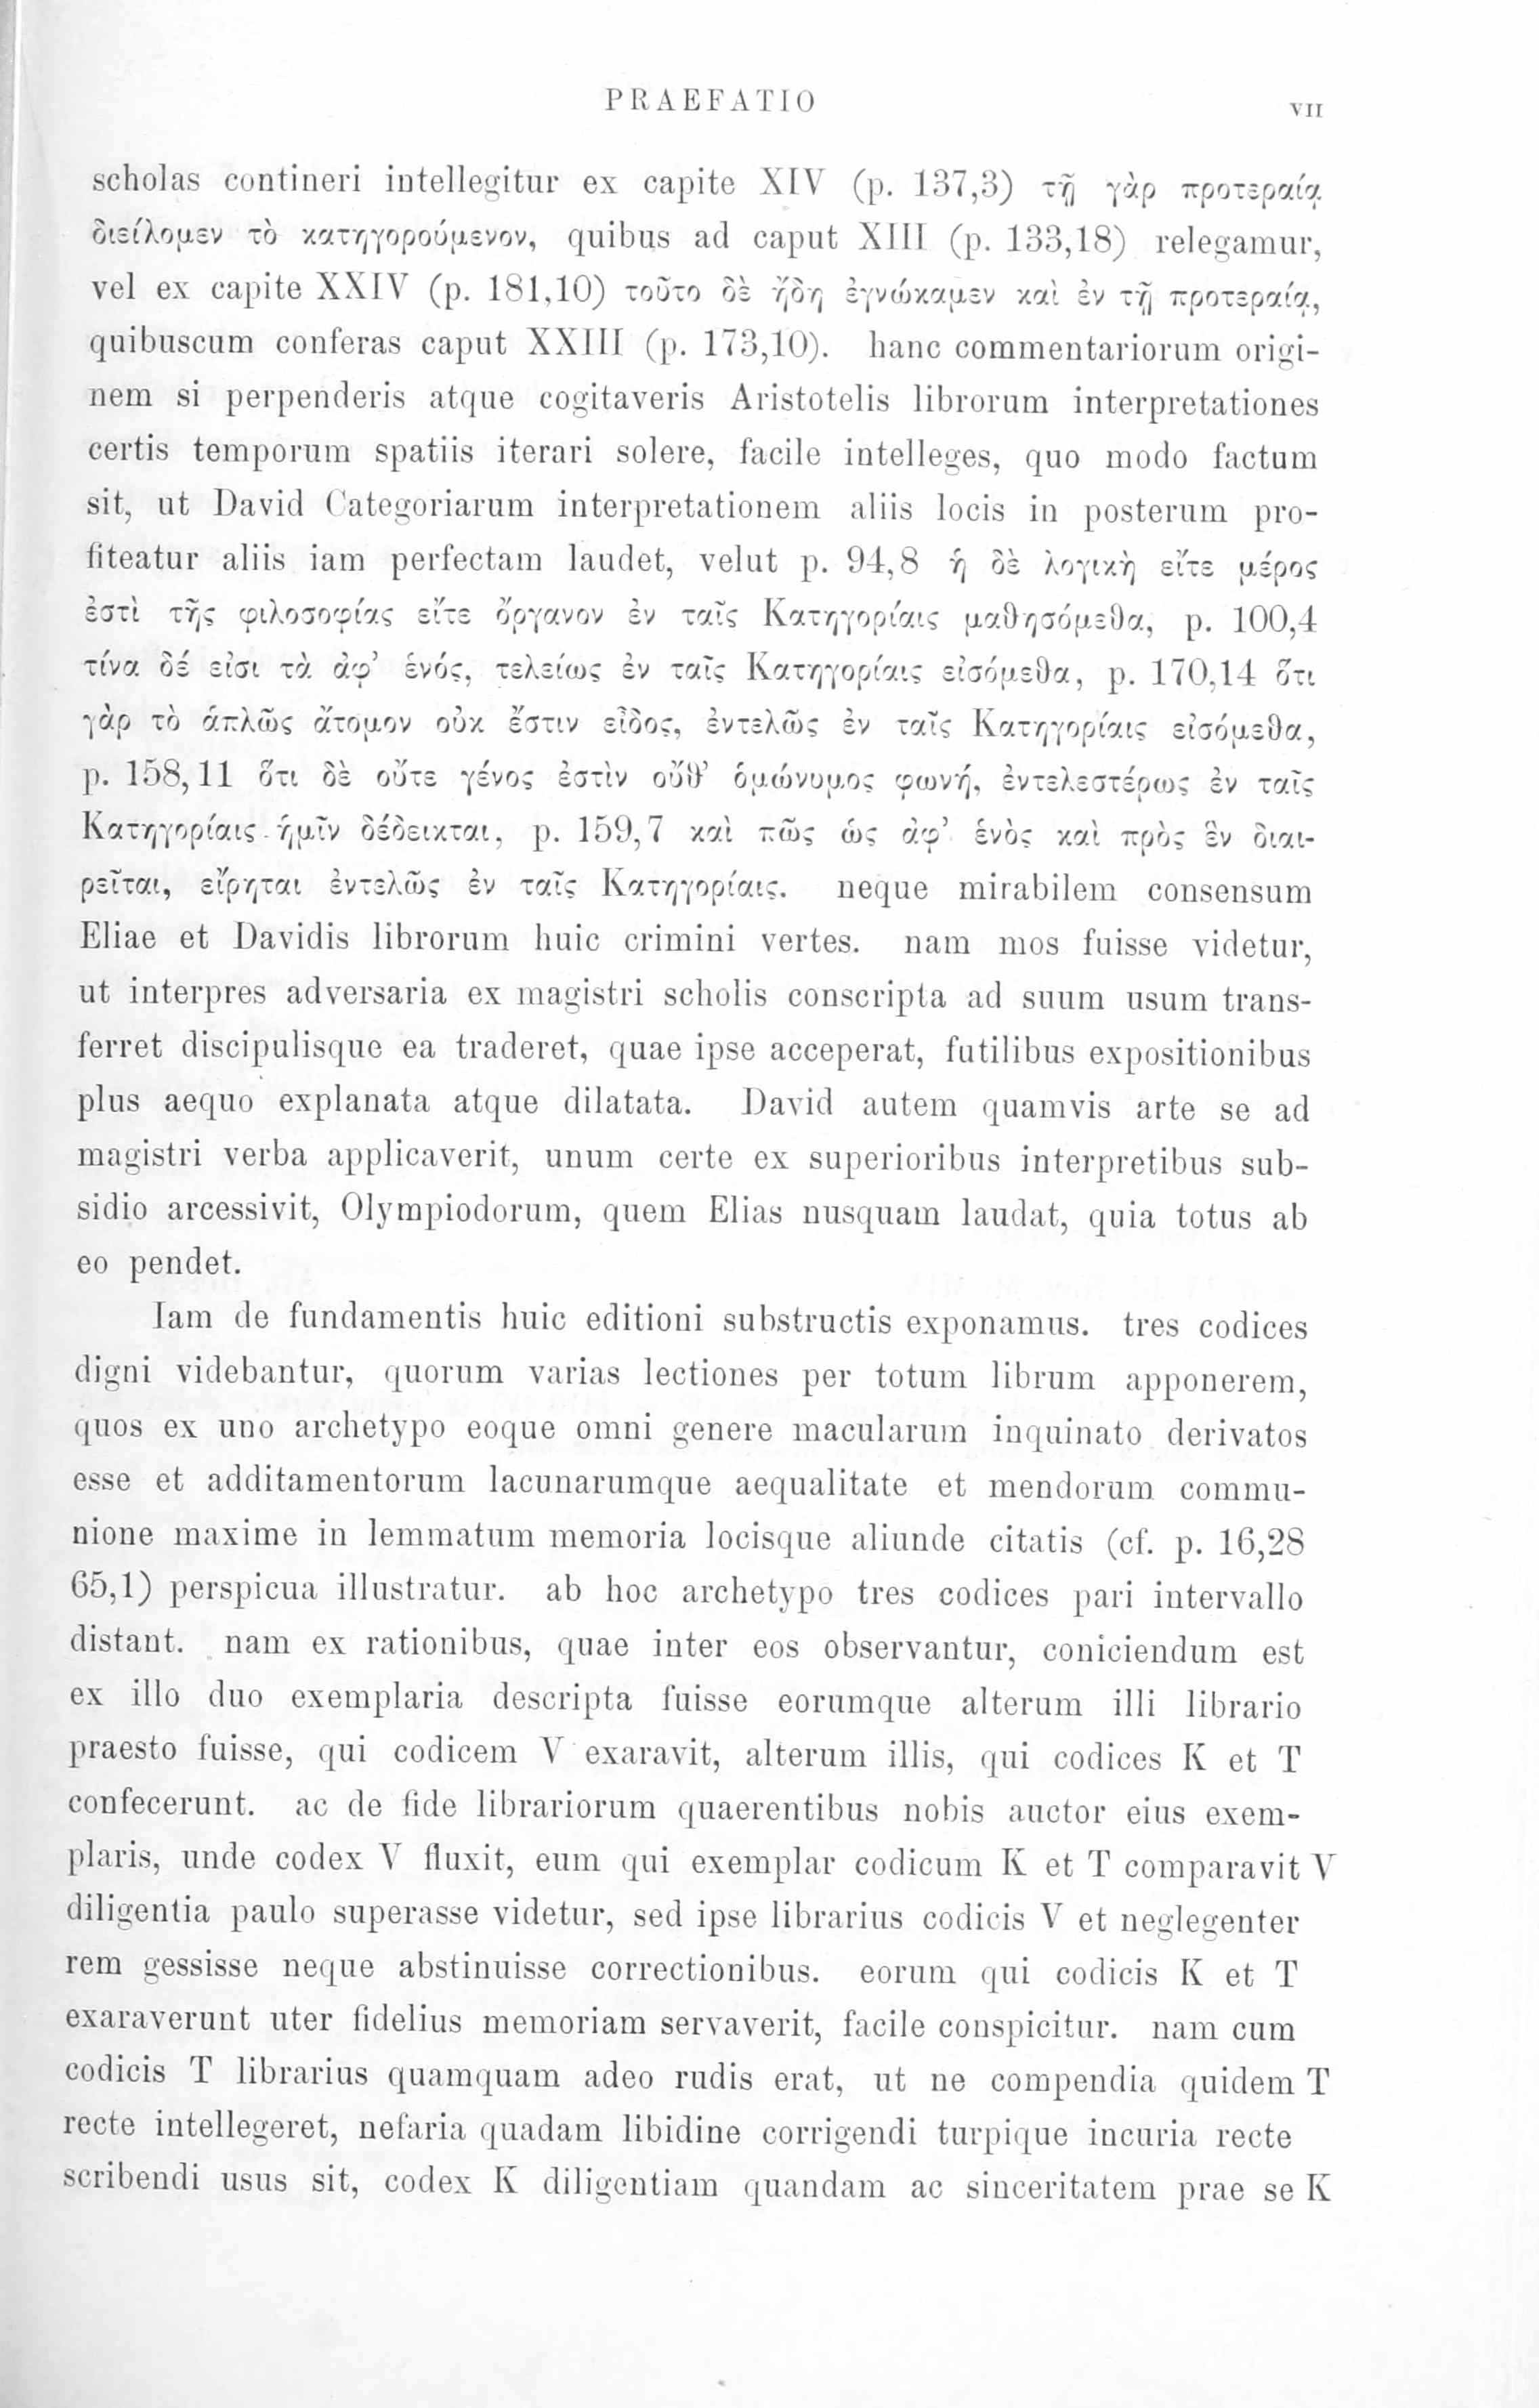 PRAEFATIO VII
scholas contineri intellegitur ex capite XIV (p. 137,3) τῇ γὰρ προτεραίᾳ
διείλομεν τὸ κατηγορούμενον, quibus ad caput XIII (p. 133,18) relegamur,
vel ex capite XXIV (p. 181,10) τοῦτο δὲ ἤδη ἐγνώκαμεν καὶ ἐν τῇ προτεραίᾳ,
quibuscum conferas caput XXIII (p. 173,10). hanc commentariorum origi-
nem si perpenderis atque cogitaveris Aristotelis librorum interpretationes
certis temporum spatiis iterari solere, facile intelleges, quo modo factum
sit, ut David Categoriarum interpretationem aliis locis in posterum pro-
fiteatur aliis iam perfectam laudet, velut p. 94,8 ἡ δὲ λογικὴ εἴτε μέρος
ἐστὶ τῆς φιλοσοφίας εἴτε ὄργανον ἐν ταῖς Κατηγορίαις μαθησόμεθα, p. 100,4
τίνα δέ εἰσι τὰ ἀφ’ ἑνός, τελείως ἐν ταῖς Κατηγορίαις εἰσόμεθα, p. 170,14 ὅτι
γὰρ τὸ ἁπλῶς ἄτομον οὐκ ἔστιν εἶδος, ἐντελῶς ἐν ταῖς Κατηγορίαις εἰσόμεθα,
p. 158,11 ὅτι δὲ οὔτε γένος ἐστὶν οὔθ’ ὁμώνυμος φωνή, ἐντελεστέρως ἐν ταῖς
Κατηγορίαις ἡμῖν δέδεικται, p. 159,7 καὶ πῶς ὡς ἀφ’ ἑνὸς καὶ πρὸς ἓν διαι-
ρεῖται, εἴρηται ἐντελῶς ἐν ταῖς Κατηγορίαις. neque mirabilem consensum
Eliae et Davidis librorum huic crimini vertes. nam mos fuisse videtur,
ut interpres adversaria ex magistri scholis conscripta ad suum usum trans-
ferret discipulisque ea traderet, quae ipse acceperat, futilibus expositionibus
plus aequo explanata atque dilatata. David autem quamvis arte se ad
magistri verba applicaverit, unum certe ex superioribus interpretibus sub-
sidio arcessivit, Olympiodorum, quem Elias nusquam laudat, quia totus ab
eo pendet.
Iam de fundamentis huic editioni substructis exponamus. tres codices
digni videbantur, quorum varias lectiones per totum librum apponerem,
quos ex uno archetypo eoque omni genere macularum inquinato derivatos
esse et additamentorum lacunarumque aequalitate et mendorum commu-
nione maxime in lemmatum memoria locisque aliunde citatis (cf. p. 16,28
65,1) perspicua illustratur. ab hoc archetypo tres codices pari intervallo
distant. nam ex rationibus, quae inter eos observantur, coniciendum est
ex illo duo exemplaria descripta fuisse eorumque alterum illi librario
praesto fuisse, qui codicem V exaravit, alterum illis, qui codices K et T
confecerunt. ac de fide librariorum quaerentibus nobis auctor eius exem-
plaris, unde codex V fluxit, eum qui exemplar codicum K et T comparavit V
diligentia paulo superasse videtur, sed ipse librarius codicis V et neglegenter
rem gessisse neque abstinuisse correctionibus. eorum qui codicis K et T
exaraverunt uter fidelius memoriam servaverit, facile conspicitur. nam cum
codicis T librarius quamquam adeo rudis erat, ut ne compendia quidem T
recte intellegeret, nefaria quadam libidine corrigendi turpique incuria recte
scribendi usus sit, codex K diligentiam quandam ac sinceritatem prae se K